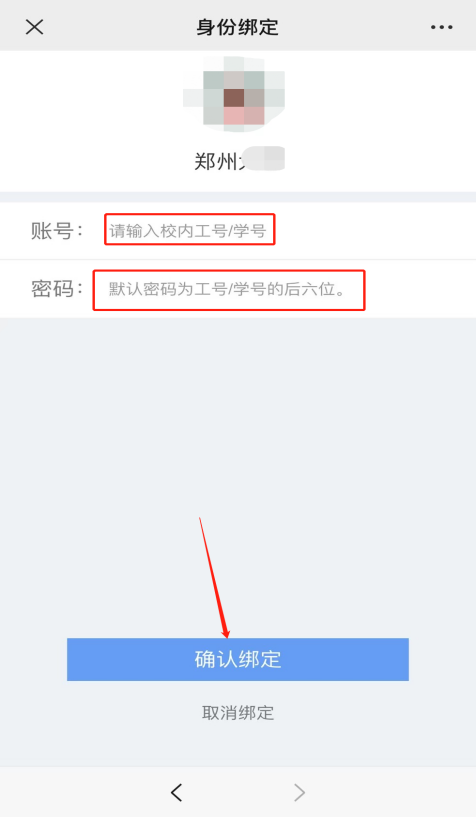 身份绑定
郑州
账号：
请输入校内工号/学号
密码：
默认密码为工号/学号的后六位。
确认绑定
取消绑定